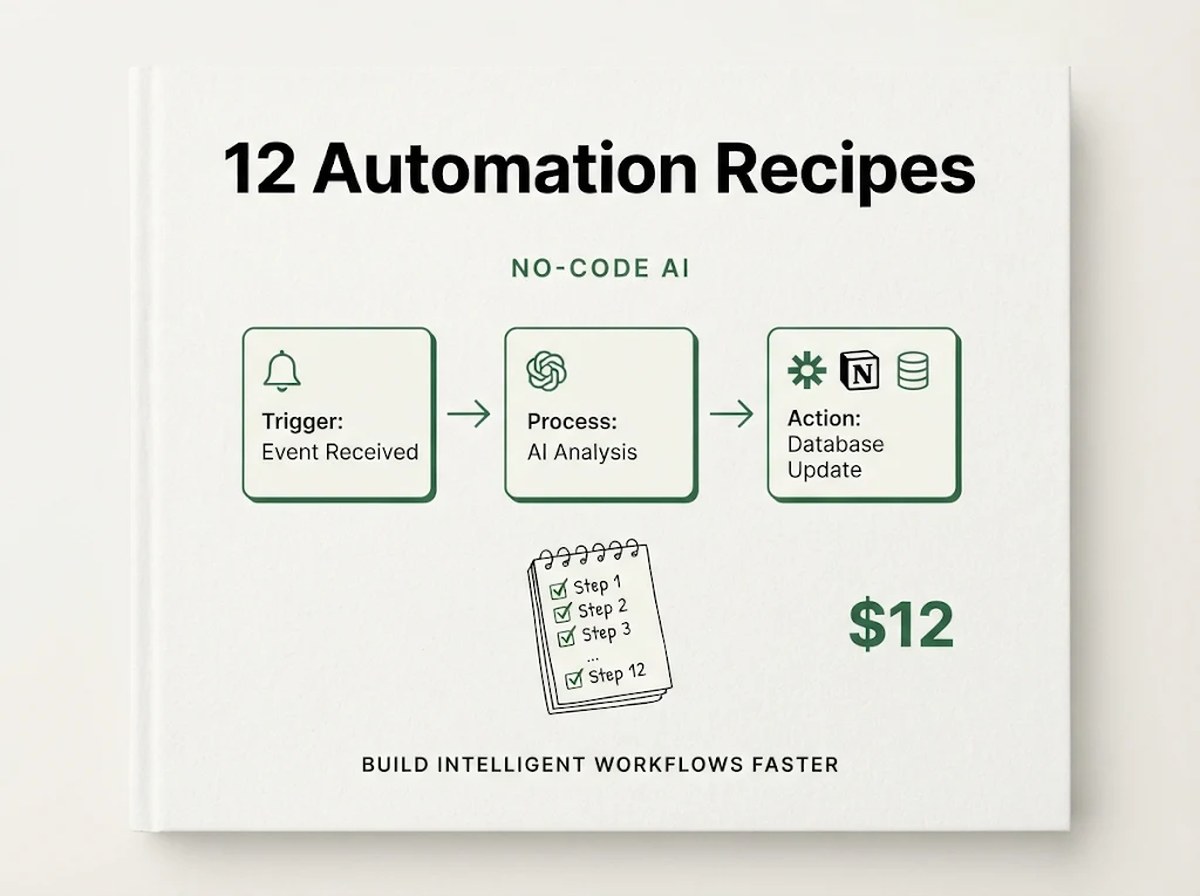 12 Automation Recipes
NO-CODE AI
Trigger:
Event Received
Process:
AI Analysis
N
Action:
Database
Update
Step 1
Step 2
Step 3
...
Step 12
$12
BUILD INTELLIGENT WORKFLOWS FASTER